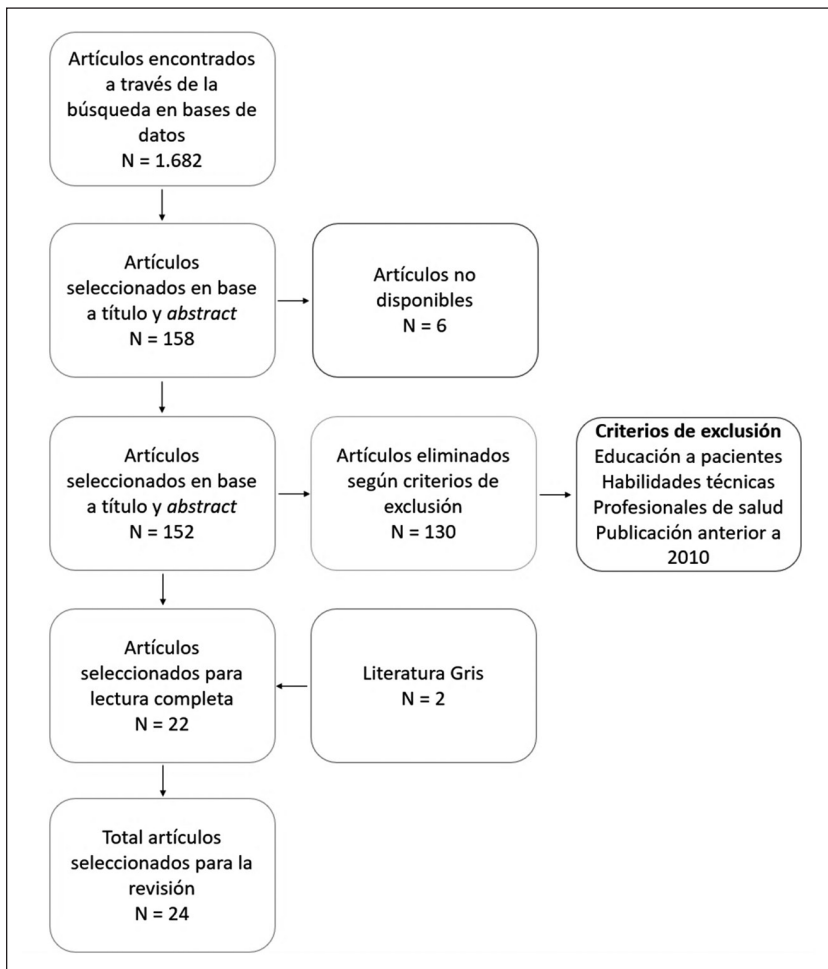 Artículos encontrados
a través de la
búsqueda en bases de
datos
N = 1.682
Artículos
seleccionados en base
a título y abstract
N = 158
Artículos no
disponibles
N = 6
Artículos
seleccionados en base
a título y abstract
N = 152
Artículos eliminados
según criterios de
exclusión
N = 130
Criterios de exclusión
Educación a pacientes
Habilidades técnicas
Profesionales de salud
Publicación anterior a
2010
Artículos
seleccionados para
lectura completa
N = 22
Literatura Gris
N = 2
Total artículos
seleccionados para la
revisión
N = 24